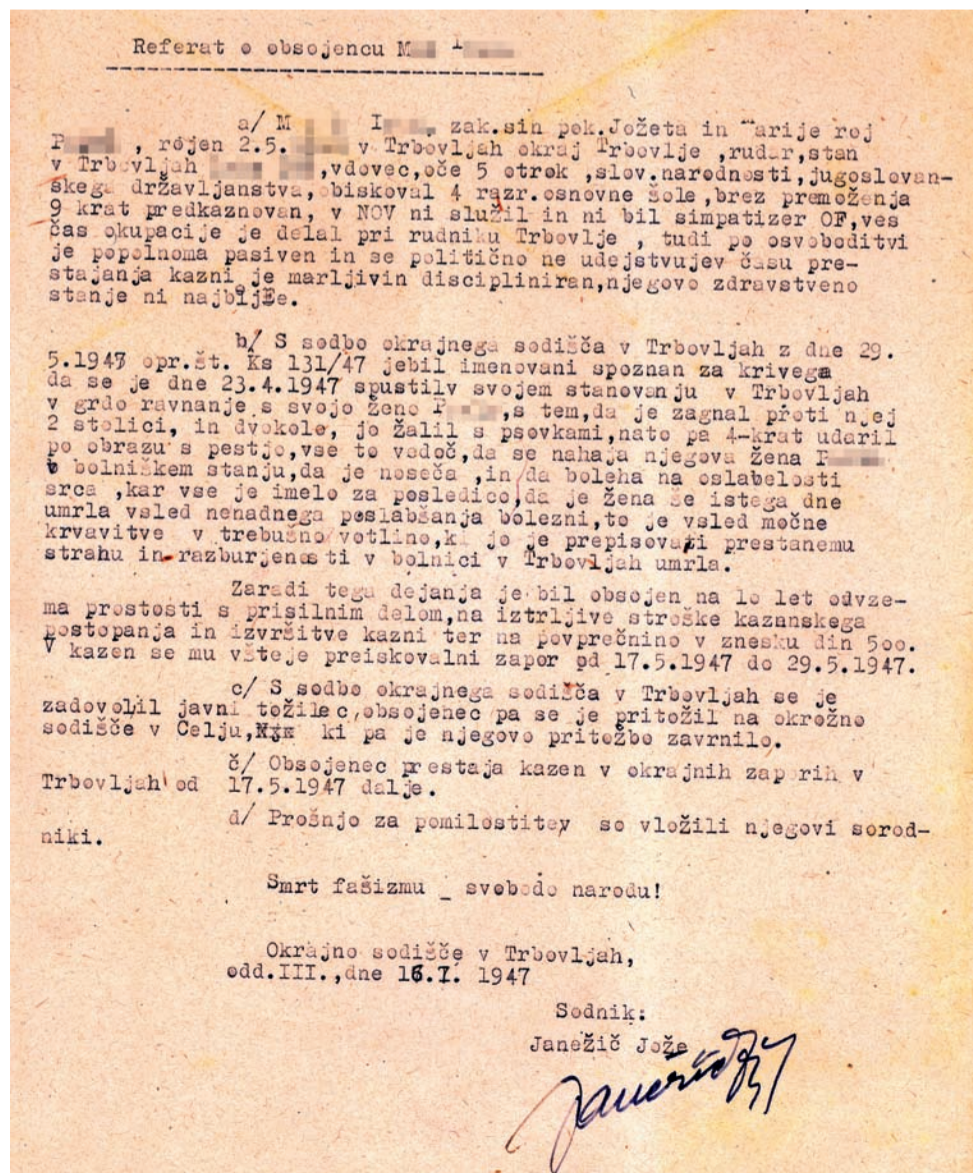 Referat o obsojencu M
a/ M I zak.sin pok.Jožeta in Marije roj
P , rojen 2.5. v Trbovljah okraj Trbovlje ,rudar,stan
v Trbovljah ,vdovec,oče 5 otrok ,slov.narodnosti,jugoslovan-
skega državljanstva,obiskoval 4 razr.osnovne šole,brez premoženja
9 krat predkaznovan, v NOV ni služil in ni bil simpatizer OF,ves
čas okupacije je delal pri rudniku Trbovlje , tudi po osvoboditvi
je popolnoma pasiven in se politično ne udejstvujev času pre-
stajanja kazni je marljivin discipliniran,njegovo zdravstveno
stanje ni
b/ S sodbo okrajnega sodišča v Trbovljah z dne 29.
5.1947 opr.št. Ks 131/47 jebil imenovani spoznan za krivega
da se je dne 23.4.1947 spustilv svojem stanovanju v Trbovljah
v grdo ravnanje s svojo ženo P ,s tem,da je zagnal proti njej
2 stolici, in dvokolo, jo žalil s psovkami,nato pa 4-krat udaril
po obrazu s pestjo,vse to vedoč,da se nahaja njegova žena P
v bolniškem stanju,da je noseča ,in da boleha na oslabelosti
srca ,kar vse je imelo za posledico,da je žena še istega dne
umrla vsled nenadnega poslabšanja bolezni,to je vsled močne
krvavitve v trebušno votlino,ki jo je prepisovati prestanemu
strahu in razburjenosti v bolnici v Trbovljah umrla.
Zaradi tega dejanja je bil obsojen na lo let odvze-
ma prostosti s prisilnim delom,na iztrljive stroške kazanskega
postopanja in izvršitve kazni ter na povprečnino v znesku din 5oo.
V kazen se mu všteje preiskovalni zapor od 17.5.1947 do 29.5.1947.
c/ S sodbo okrajnega sodišča v Trbovljah se je
zadovolil javni tožilec,obsojenec pa se je pritožil na okrožno
sodišče v Celju, ki pa je njegovo pritožbo zavrnilo.
č/ Obsojenec prestaja kazen v okrajnih zaporih v
Trbovljah od 17.5.1947 dalje.
d/ Prošnjo za pomilostitev so vložili njegovi sorod-
niki.
Smrt fašizmu _ svobodo narodu!
Okrajno sodišče v Trbovljah,
odd.III.,dne 16.I. 1947
Sodnik:
Janežič Jože